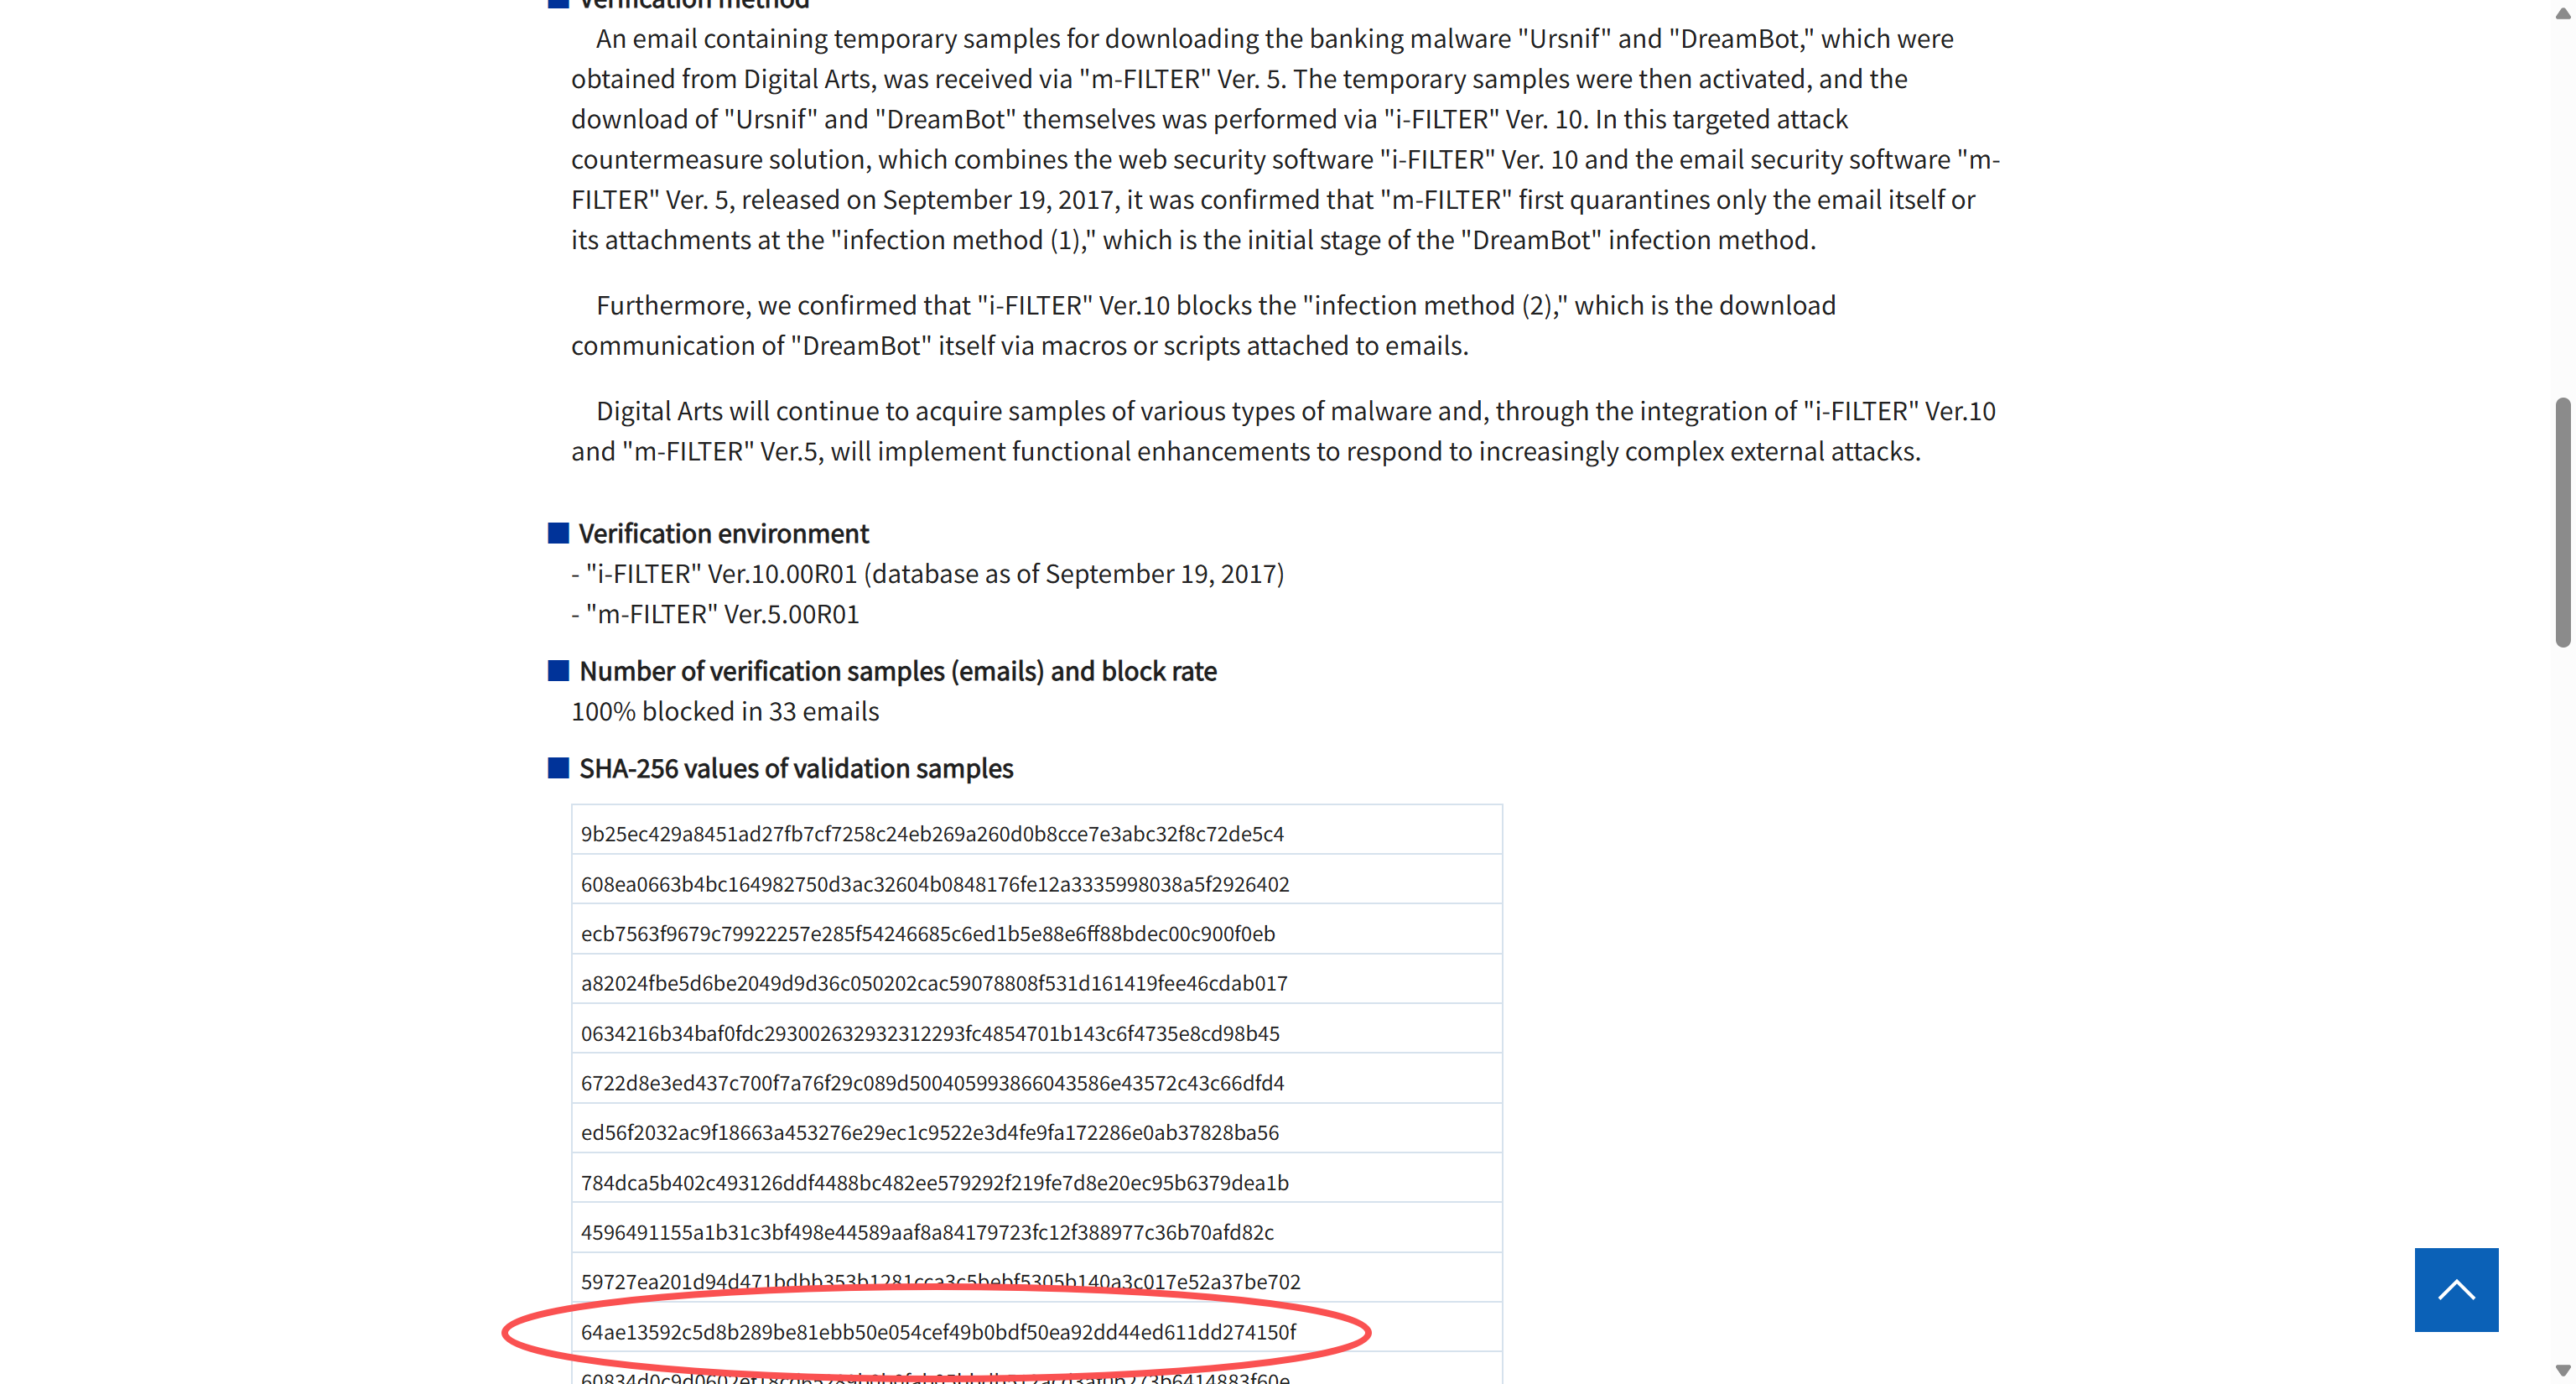 Verification method
An email containing temporary samples for downloading the banking malware "Ursnif" and "DreamBot," which were
obtained from Digital Arts, was received via "m-FILTER" Ver. 5. The temporary samples were then activated, and the
download of "Ursnif" and "DreamBot" themselves was performed via "i-FILTER" Ver. 10. In this targeted attack
countermeasure solution, which combines the web security software "i-FILTER" Ver. 10 and the email security software "m-
FILTER" Ver. 5, released on September 19, 2017, it was confirmed that "m-FILTER" first quarantines only the email itself or
its attachments at the "infection method (1)," which is the initial stage of the "DreamBot" infection method.
Furthermore, we confirmed that "i-FILTER" Ver.10 blocks the "infection method (2)," which is the download
communication of "DreamBot" itself via macros or scripts attached to emails.
Digital Arts will continue to acquire samples of various types of malware and, through the integration of "i-FILTER" Ver.10
and "m-FILTER" Ver.5, will implement functional enhancements to respond to increasingly complex external attacks.
Verification environment
- "i-FILTER" Ver.10.00R01 (database as of September 19, 2017)
- "m-FILTER" Ver.5.00R01
Number of verification samples (emails) and block rate
100% blocked in 33 emails
SHA-256 values of validation samples
9b25ec429a8451ad27fb7cf7258c24eb269a260d0b8cce7e3abc32f8c72de5c4
608ea0663b4bc164982750d3ac32604b0848176fe12a3335998038a5f2926402
ecb7563f9679c79922257e285f54246685c6ed1b5e88e6ff88bdec00c900f0eb
a82024fbe5d6be2049d9d36c050202cac59078808f531d161419fee46cdab017
0634216b34baf0fdc293002632932312293fc4854701b143c6f4735e8cd98b45
6722d8e3ed437c700f7a76f29c089d500405993866043586e43572c43c66dfd4
ed56f2032ac9f18663a453276e29ec1c9522e3d4fe9fa172286e0ab37828ba56
784dca5b402c493126ddf4488bc482ee579292f219fe7d8e20ec95b6379dea1b
4596491155a1b31c3bf498e44589aaf8a84179723fc12f388977c36b70afd82c
59727ea201d94d471bdbb353b1281cca3c5bebf5305b140a3c017e52a37be702
64ae13592c5d8b289be81ebb50e054cef49b0bdf50ea92dd44ed611dd274150f